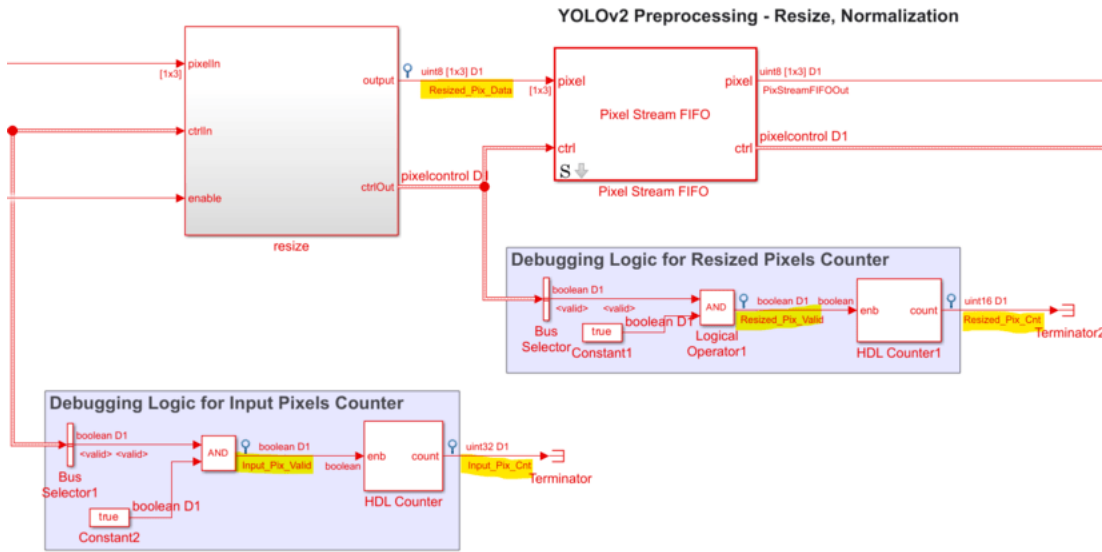 YOLOv2 Preprocessing - Resize, Normalization
pixelIn
[1x3]
ctrlIn
enable
output
ctrlOut
resize
uint8 [1x3] D1
Resized_Pix_Data
[1x3]
pixelcontrol D1
pixel
ctrl
Pixel Stream FIFO
pixel
ctrl
S
Pixel Stream FIFO
uint8 [1x3] D1
PixStreamFIFOOut
pixelcontrol D1
Debugging Logic for Resized Pixels Counter
boolean D1
<valid> <valid>
Bus
Selector
boolean D1
true
Constant1
AND
Logical
Operator1
boolean D1
boolean
Resized_Pix_Valid
enb
count
HDL Counter1
uint16 D1
Resized_Pix_Cnt
Terminator2
Debugging Logic for Input Pixels Counter
boolean D1
<valid> <valid>
Bus
Selector1
boolean D1
true
Constant2
AND
boolean D1
Input_Pix_Valid
boolean
enb
count
HDL Counter
uint32 D1
Input_Pix_Cnt
Terminator